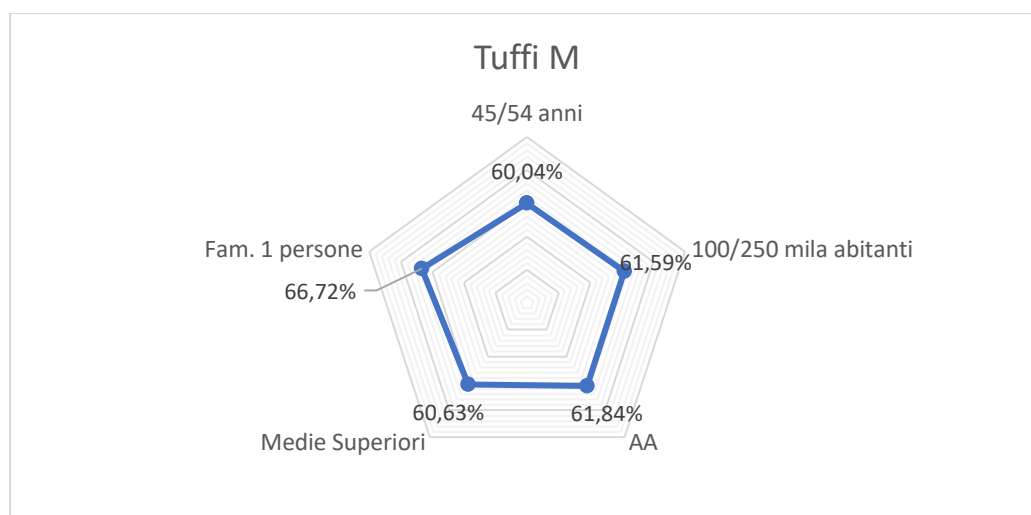 Tuffi M
45/54 anni
60,04%
Fam. 1 persone
61,59%
100/250 mila abitanti
66,72%
60,63%
61,84%
Medie Superiori
AA